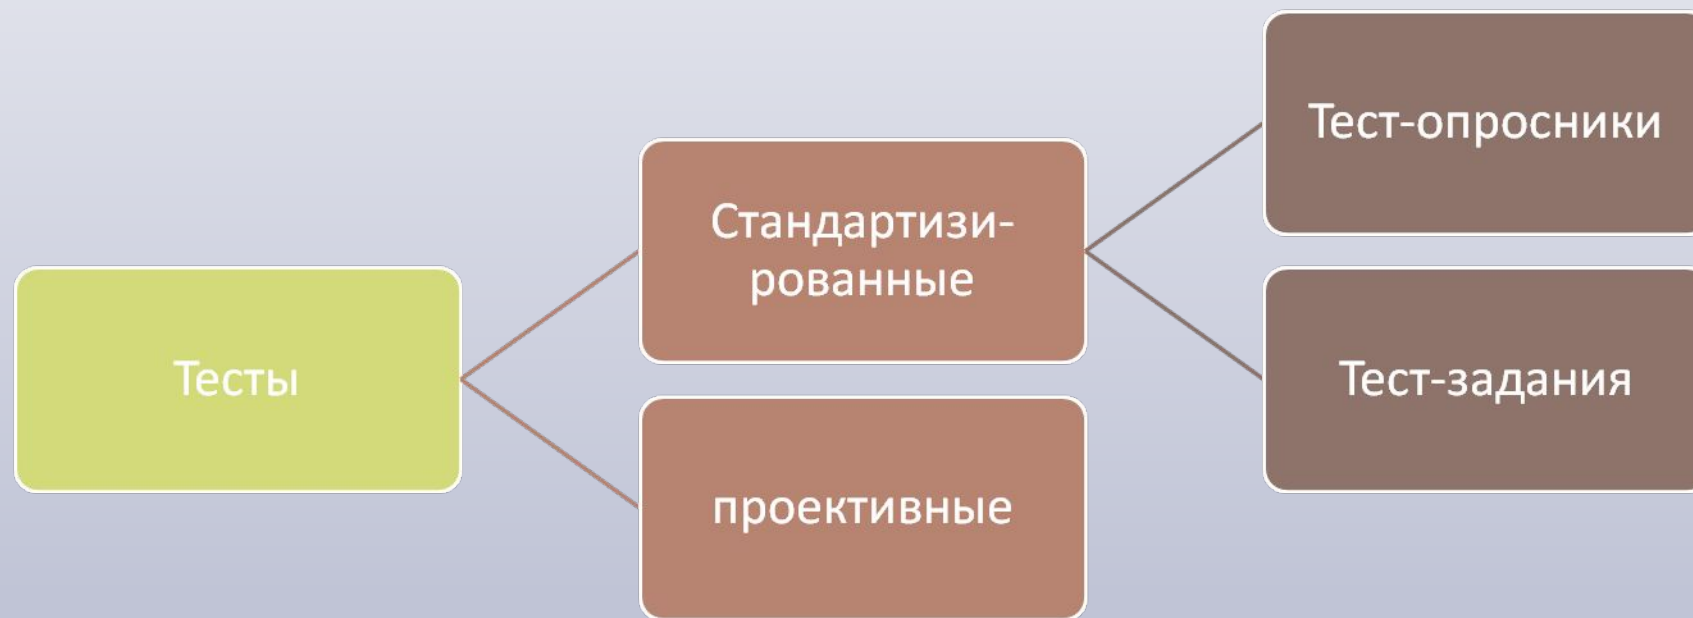 Тесты
Стандартизи-
рованные
проективные
Тест-опросники
Тест-задания